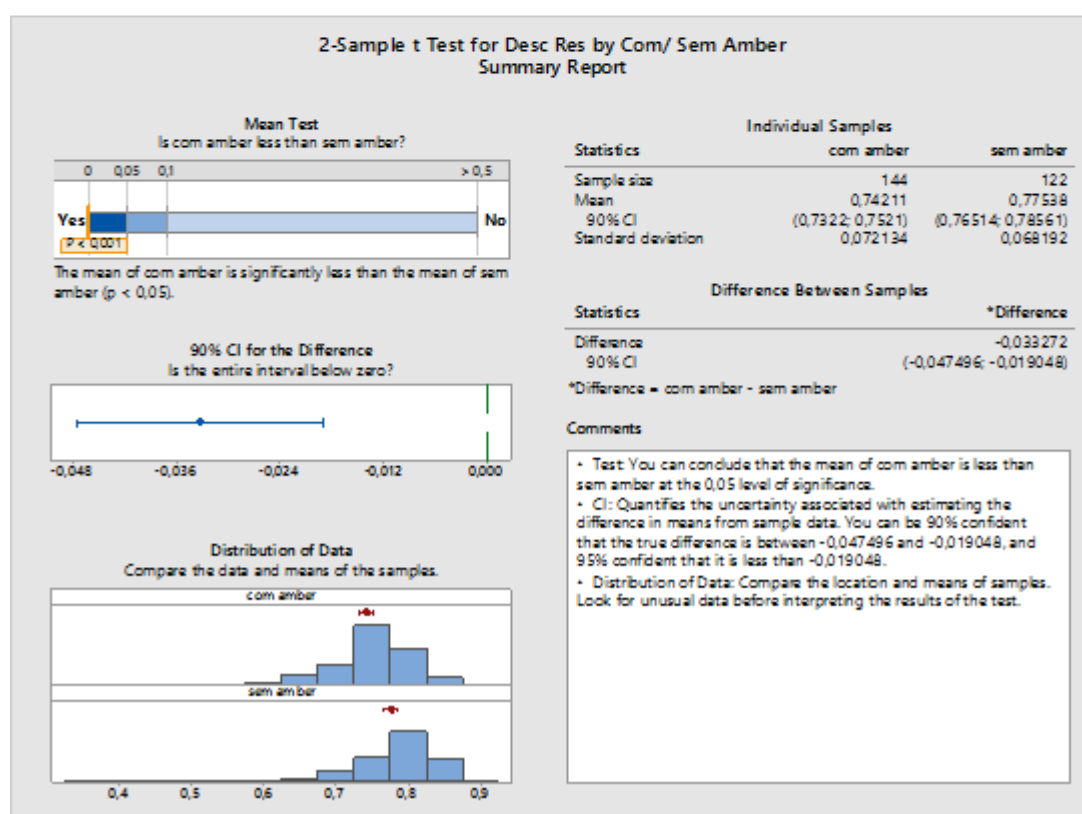 2-Sample t Test for Desc Res by Com/ Sem Amber
Summary Report
Mean Test
Is com amber less than sem amber?
0 0,05 0,1 > 0,5
Yes No
P < 0,001
The mean of com amber is significantly less than the mean of sem
amber (p < 0,05).
90% CI for the Difference
Is the entire interval below zero?
-0,048 -0,036 -0,024 -0,012 0,000
Distribution of Data
Compare the data and means of the samples.
com amber
sem amber
0,4 0,5 0,6 0,7 0,8 0,9
Individual Samples
Statistics com amber sem amber
Sample size 144 122
Mean 0,74211 0,77538
90% CI (0,7322; 0,7521) (0,76514; 0,78561)
Standard deviation 0,072134 0,068192
Difference Between Samples
Statistics *Difference
Difference -0,033272
90% CI (-0,047496; -0,019048)
*Difference = com amber - sem amber
Comments
• Test: You can conclude that the mean of com amber is less than
sem amber at the 0,05 level of significance.
• CI: Quantifies the uncertainty associated with estimating the
difference in means from sample data. You can be 90% confident
that the true difference is between -0,047496 and -0,019048, and
95% confident that it is less than -0,019048.
• Distribution of Data: Compare the location and means of samples.
Look for unusual data before interpreting the results of the test.